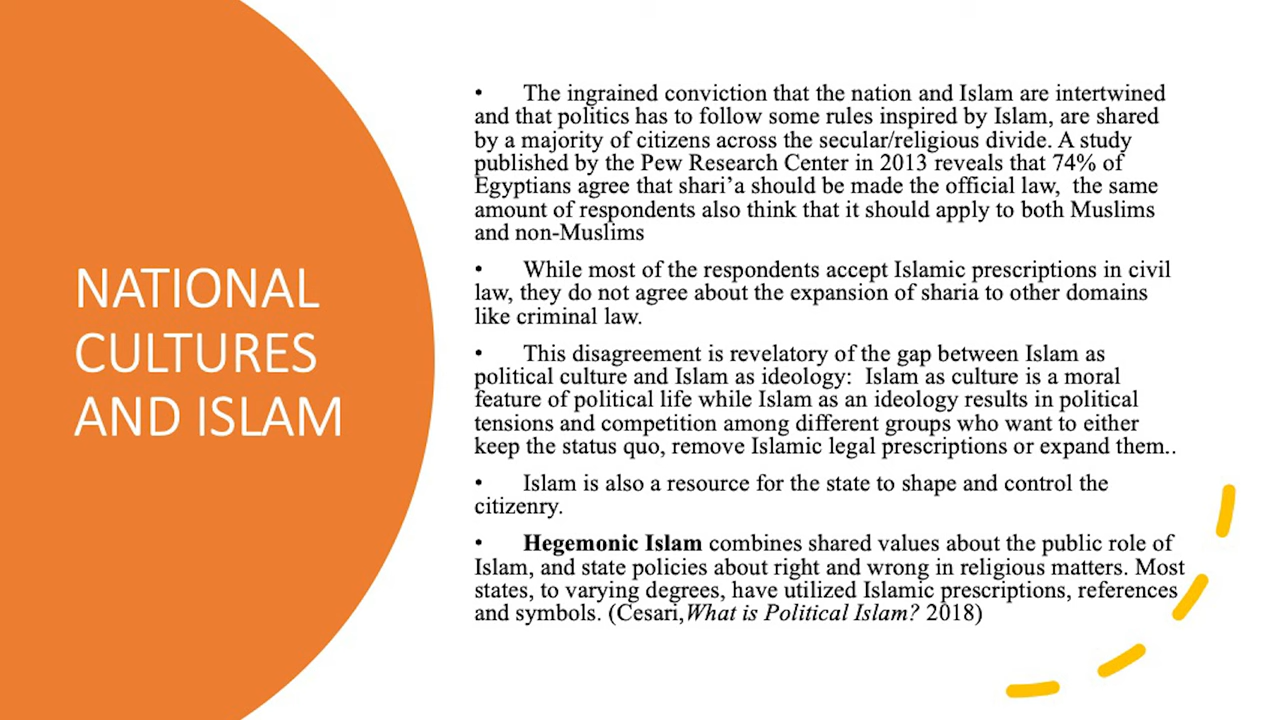 NATIONAL
CULTURES
AND ISLAM
• The ingrained conviction that the nation and Islam are intertwined
and that politics has to follow some rules inspired by Islam, are shared
by a majority of citizens across the secular/religious divide. A study
published by the Pew Research Center in 2013 reveals that 74% of
Egyptians agree that shari’a should be made the official law,  the same
amount of respondents also think that it should apply to both Muslims
and non-Muslims
• While most of the respondents accept Islamic prescriptions in civil
law, they do not agree about the expansion of sharia to other domains
like criminal law.
• This disagreement is revelatory of the gap between Islam as
political culture and Islam as ideology:  Islam as culture is a moral
feature of political life while Islam as an ideology results in political
tensions and competition among different groups who want to either
keep the status quo, remove Islamic legal prescriptions or expand them..
• Islam is also a resource for the state to shape and control the
citizenry.
• Hegemonic Islam combines shared values about the public role of
Islam, and state policies about right and wrong in religious matters. Most
states, to varying degrees, have utilized Islamic prescriptions, references
and symbols. (Cesari,What is Political Islam? 2018)